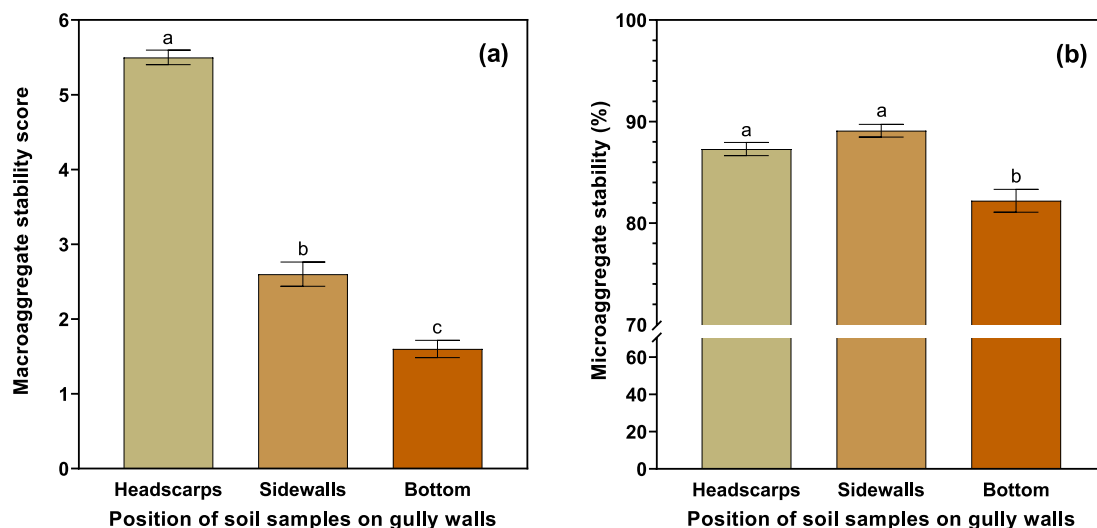 (a)
Macroaggregate stability score
6
5
4
3
2
1
0
a
b
c
Headscarps Sidewalls Bottom
Position of soil samples on gully walls
(b)
Microaggregate stability (%)
100
90
80
70
60
40
20
0
a
a
b
Headscarps Sidewalls Bottom
Position of soil samples on gully walls